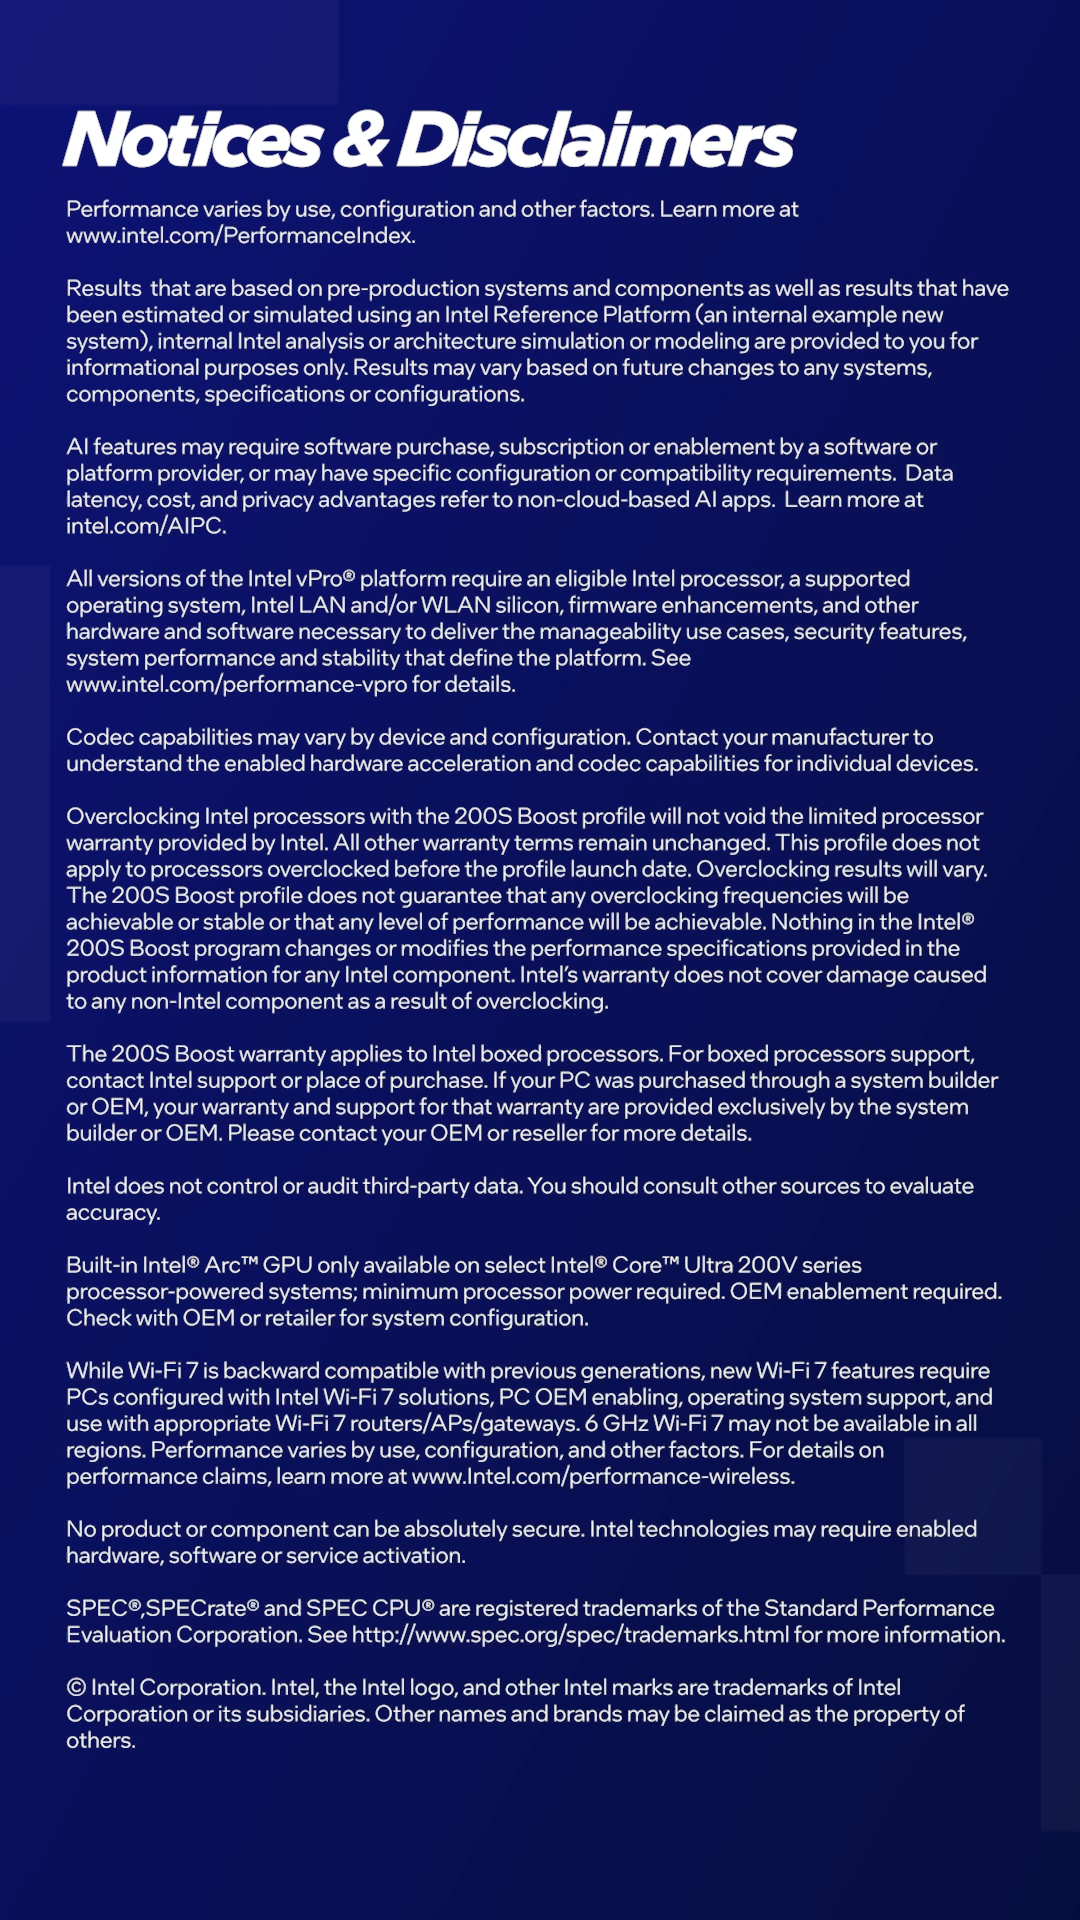 Notices & Disclaimers
Performance varies by use, configuration and other factors. Learn more at
www.intel.com/PerformanceIndex.
Results  that are based on pre-production systems and components as well as results that have
been estimated or simulated using an Intel Reference Platform (an internal example new
system), internal Intel analysis or architecture simulation or modeling are provided to you for
informational purposes only. Results may vary based on future changes to any systems,
components, specifications or configurations.
AI features may require software purchase, subscription or enablement by a software or
platform provider, or may have specific configuration or compatibility requirements.  Data
latency, cost, and privacy advantages refer to non-cloud-based AI apps.  Learn more at
intel.com/AIPC.
All versions of the Intel vPro® platform require an eligible Intel processor, a supported
operating system, Intel LAN and/or WLAN silicon, firmware enhancements, and other
hardware and software necessary to deliver the manageability use cases, security features,
system performance and stability that define the platform. See
www.intel.com/performance-vpro for details.
Codec capabilities may vary by device and configuration. Contact your manufacturer to
understand the enabled hardware acceleration and codec capabilities for individual devices.
Overclocking Intel processors with the 200S Boost profile will not void the limited processor
warranty provided by Intel. All other warranty terms remain unchanged. This profile does not
apply to processors overclocked before the profile launch date. Overclocking results will vary.
The 200S Boost profile does not guarantee that any overclocking frequencies will be
achievable or stable or that any level of performance will be achievable. Nothing in the Intel®
200S Boost program changes or modifies the performance specifications provided in the
product information for any Intel component. Intel’s warranty does not cover damage caused
to any non-Intel component as a result of overclocking.
The 200S Boost warranty applies to Intel boxed processors. For boxed processors support,
contact Intel support or place of purchase. If your PC was purchased through a system builder
or OEM, your warranty and support for that warranty are provided exclusively by the system
builder or OEM. Please contact your OEM or reseller for more details.
Intel does not control or audit third-party data. You should consult other sources to evaluate
accuracy.
Built-in Intel® Arc™ GPU only available on select Intel® Core™ Ultra 200V series
processor-powered systems; minimum processor power required. OEM enablement required.
Check with OEM or retailer for system configuration.
While Wi-Fi 7 is backward compatible with previous generations, new Wi-Fi 7 features require
PCs configured with Intel Wi-Fi 7 solutions, PC OEM enabling, operating system support, and
use with appropriate Wi-Fi 7 routers/APs/gateways. 6 GHz Wi-Fi 7 may not be available in all
regions. Performance varies by use, configuration, and other factors. For details on
performance claims, learn more at www.Intel.com/performance-wireless.
No product or component can be absolutely secure. Intel technologies may require enabled
hardware, software or service activation.
SPEC®,SPECrate® and SPEC CPU® are registered trademarks of the Standard Performance
Evaluation Corporation. See http://www.spec.org/spec/trademarks.html for more information.
© Intel Corporation. Intel, the Intel logo, and other Intel marks are trademarks of Intel
Corporation or its subsidiaries. Other names and brands may be claimed as the property of
others.